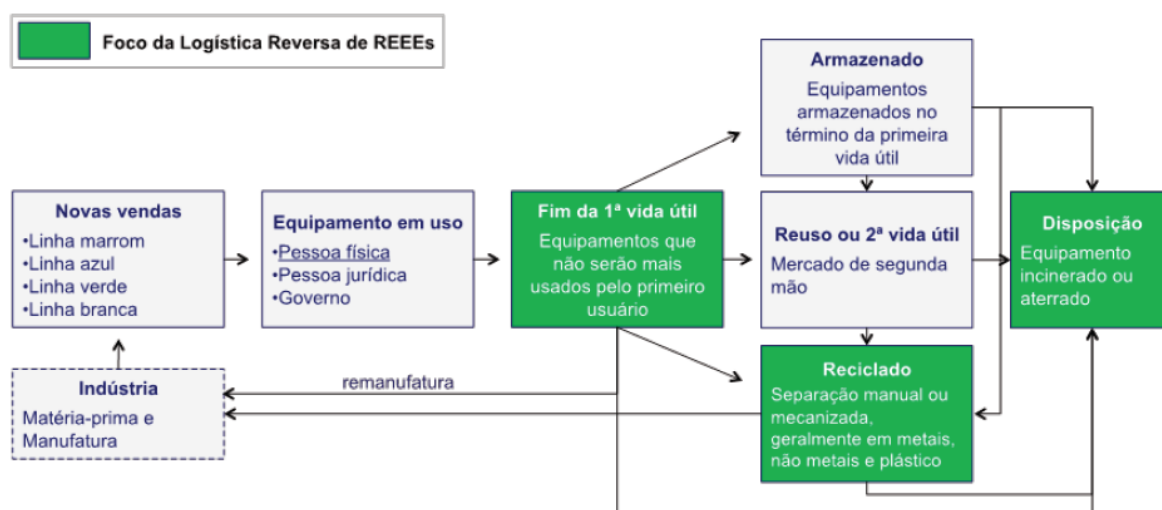 Foco da Logística Reversa de REEEs
Armazenado
Equipamentos
armazenados no
término da primeira
vida útil
Novas vendas
•Linha marrom
•Linha azul
•Linha verde
•Linha branca
Equipamento em uso
•Pessoa física
•Pessoa jurídica
•Governo
Fim da 1ª vida útil
Equipamentos que
não serão mais
usados pelo primeiro
usuário
Reuso ou 2ª vida útil
Mercado de segunda
mão
Disposição
Equipamento
incinerado ou
aterrado
Indústria
Matéria-prima e
Manufatura
remanufatura
Reciclado
Separação manual ou
mecanizada,
geralmente em metais,
não metais e plástico